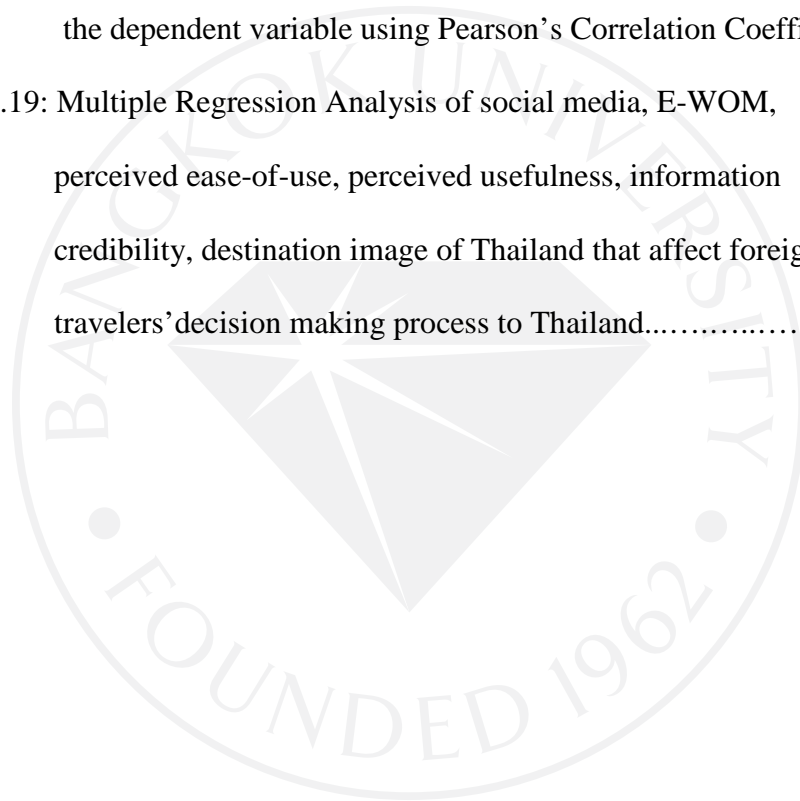 the dependent variable using Pearson’s Correlation Coeffi
.19: Multiple Regression Analysis of social media, E-WOM,
perceived ease-of-use, perceived usefulness, information
credibility, destination image of Thailand that affect foreig
travelers’decision making process to Thailand...…..…..……
BANGKOK UNIVERSITY
FOUNDED 1962